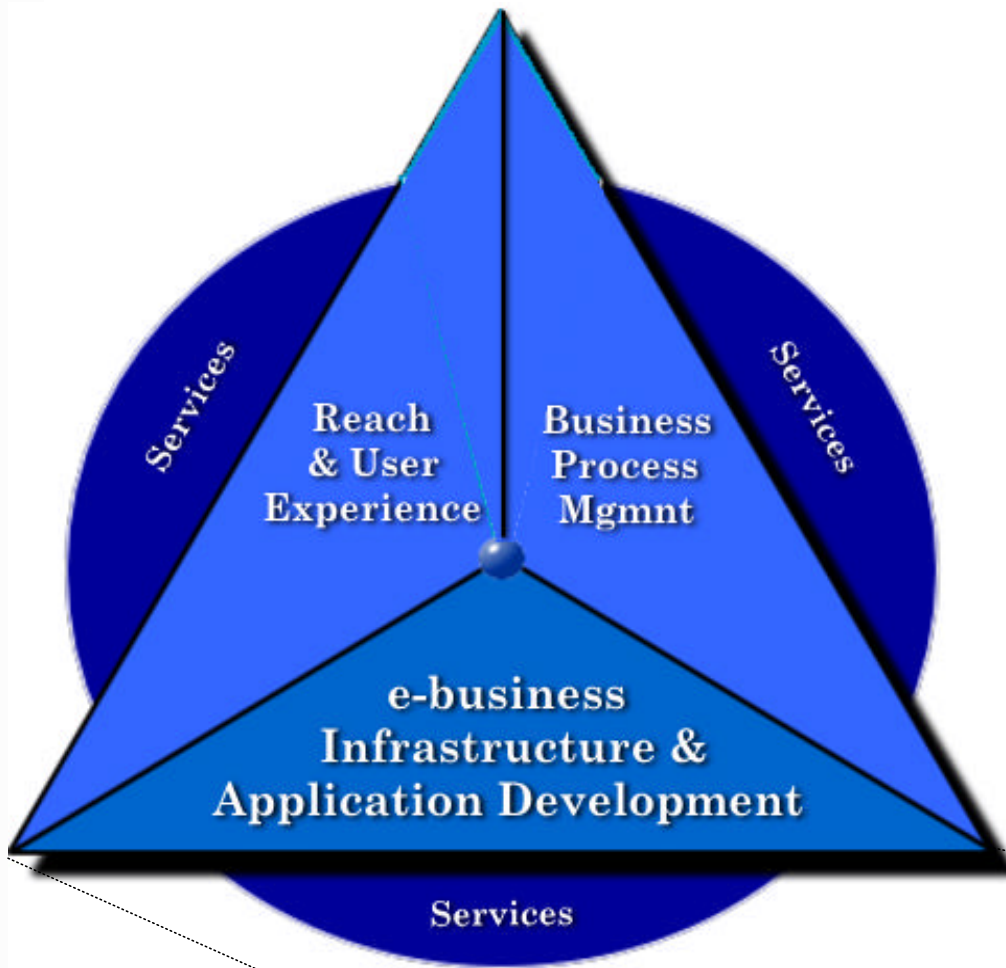 Services
Services
Reach
& User
Experience
Business
Process
Mgmnt
e-business
Infrastructure &
Application Development
Services